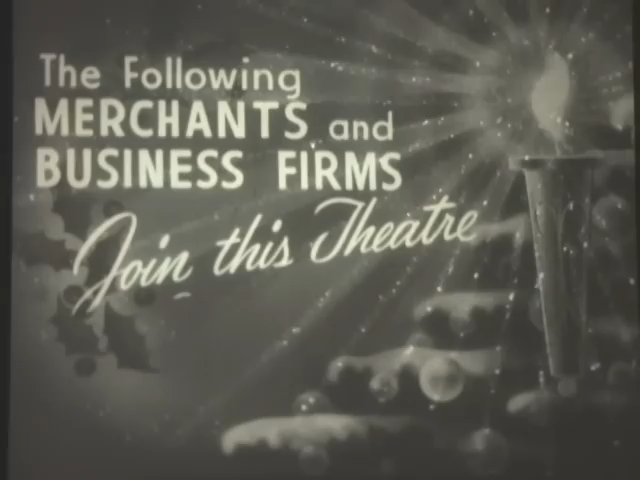 The Following
MERCHANTS and
BUSINESS FIRMS
Join this Theatre